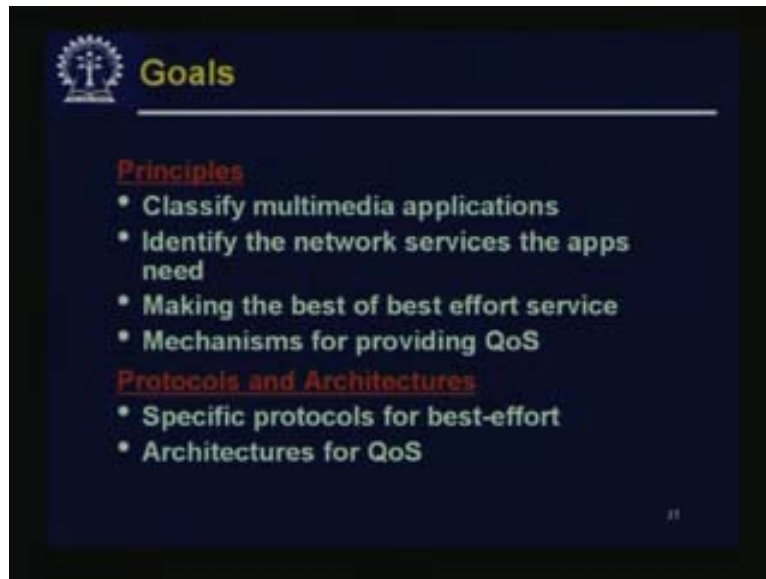 Goals
Principles
• Classify multimedia applications
• Identify the network services the apps
need
• Making the best of best effort service
• Mechanisms for providing QoS
Protocols and Architectures
• Specific protocols for best-effort
• Architectures for QoS